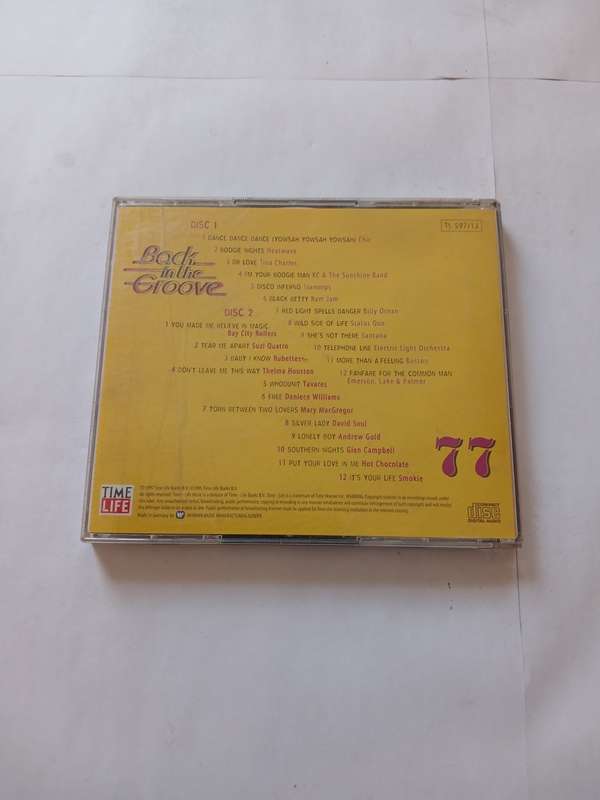 DISC 1
TL 597/13
1 DANCE DANCE DANCE (YOWSAH YOWSAH YOWSAH) Chic
2 BOOGIE NIGHTS Heatwave
3 DR LOVE Tina Charles
4 I'M YOUR BOOGIE MAN KC & The Sunshine Band
5 DISCO INFERNO Trammps
6 BLACK BETTY Ram Jam
7 RED LIGHT SPELLS DANGER Billy Ocean
8 WILD SIDE OF LIFE Status Quo
9 SHE'S NOT THERE Santana
10 TELEPHONE LINE Electric Light Orchestra
11 MORE THAN A FEELING Boston
12 FANFARE FOR THE COMMON MAN
Emerson, Lake & Palmer
Back
in the
Groove
DISC 2
1 YOU MADE ME BELIEVE IN MAGIC
Bay City Rollers
2 TEAR ME APART Suzi Quatro
3 BABY I KNOW Rubettes
4 DON'T LEAVE ME THIS WAY Thelma Houston
5 WHODUNIT Tavares
6 FREE Deniece Williams
7 TORN BETWEEN TWO LOVERS Mary MacGregor
8 SILVER LADY David Soul
9 LONELY BOY Andrew Gold
10 SOUTHERN NIGHTS Glen Campbell
11 PUT YOUR LOVE IN ME Hot Chocolate
12 IT'S YOUR LIFE Smokie
77
TIME
LIFE
Made in Germany by
COMPACT
disc
DIGITAL AUDIO